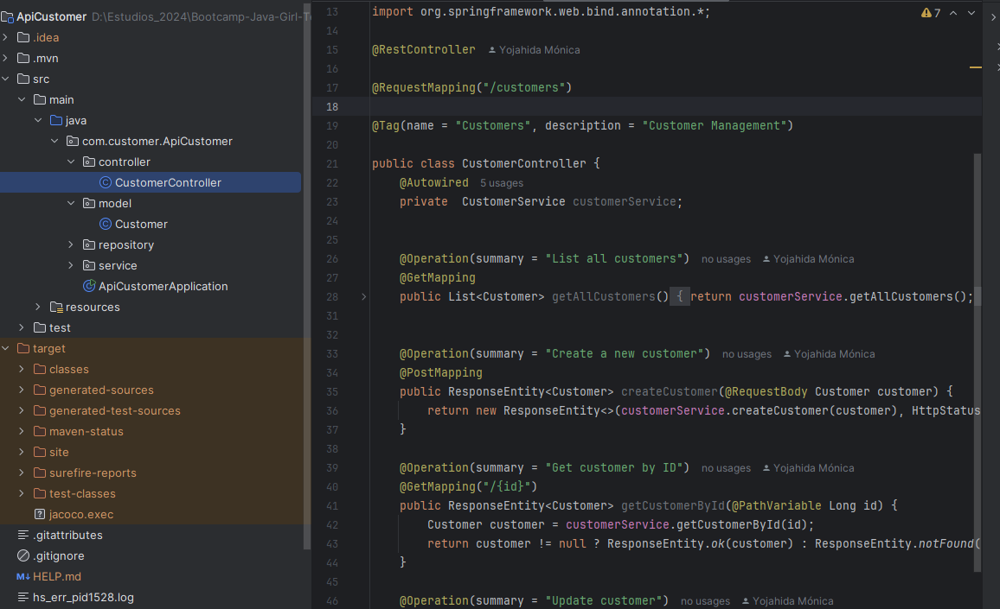 ApiCustomer D:\Estudios_2024\Bootcamp-Java-Girl-T
.idea
.mvn
src
main
java
com.customer.ApiCustomer
controller
CustomerController
model
Customer
repository
service
ApiCustomerApplication
resources
test
target
classes
generated-sources
generated-test-sources
maven-status
site
surefire-reports
test-classes
jacoco.exec
.gitattributes
.gitignore
M↓ HELP.md
hs_err_pid1528.log
7
13 import org.springframework.web.bind.annotation.*;
14
15 @RestController Yojahida Mónica
16
17 @RequestMapping("/customers")
18
19 @Tag(name = "Customers", description = "Customer Management")
20
21 public class CustomerController {
22 @Autowired 5 usages
23 private  CustomerService customerService;
24
25
26 @Operation(summary = "List all customers") no usages Yojahida Mónica
27 @GetMapping
28 public List<Customer> getAllCustomers() { return customerService.getAllCustomers();
31
32
33 @Operation(summary = "Create a new customer") no usages Yojahida Mónica
34 @PostMapping
35 public ResponseEntity<Customer> createCustomer(@RequestBody Customer customer) {
36 return new ResponseEntity<>(customerService.createCustomer(customer), HttpStatus
37 }
38
39 @Operation(summary = "Get customer by ID") no usages Yojahida Mónica
40 @GetMapping("/{id}")
41 public ResponseEntity<Customer> getCustomerById(@PathVariable Long id) {
42 Customer customer = customerService.getCustomerById(id);
43 return customer != null ? ResponseEntity.ok(customer) : ResponseEntity.notFound(
44 }
45
46 @Operation(summary = "Update customer") no usages Yojahida Mónica